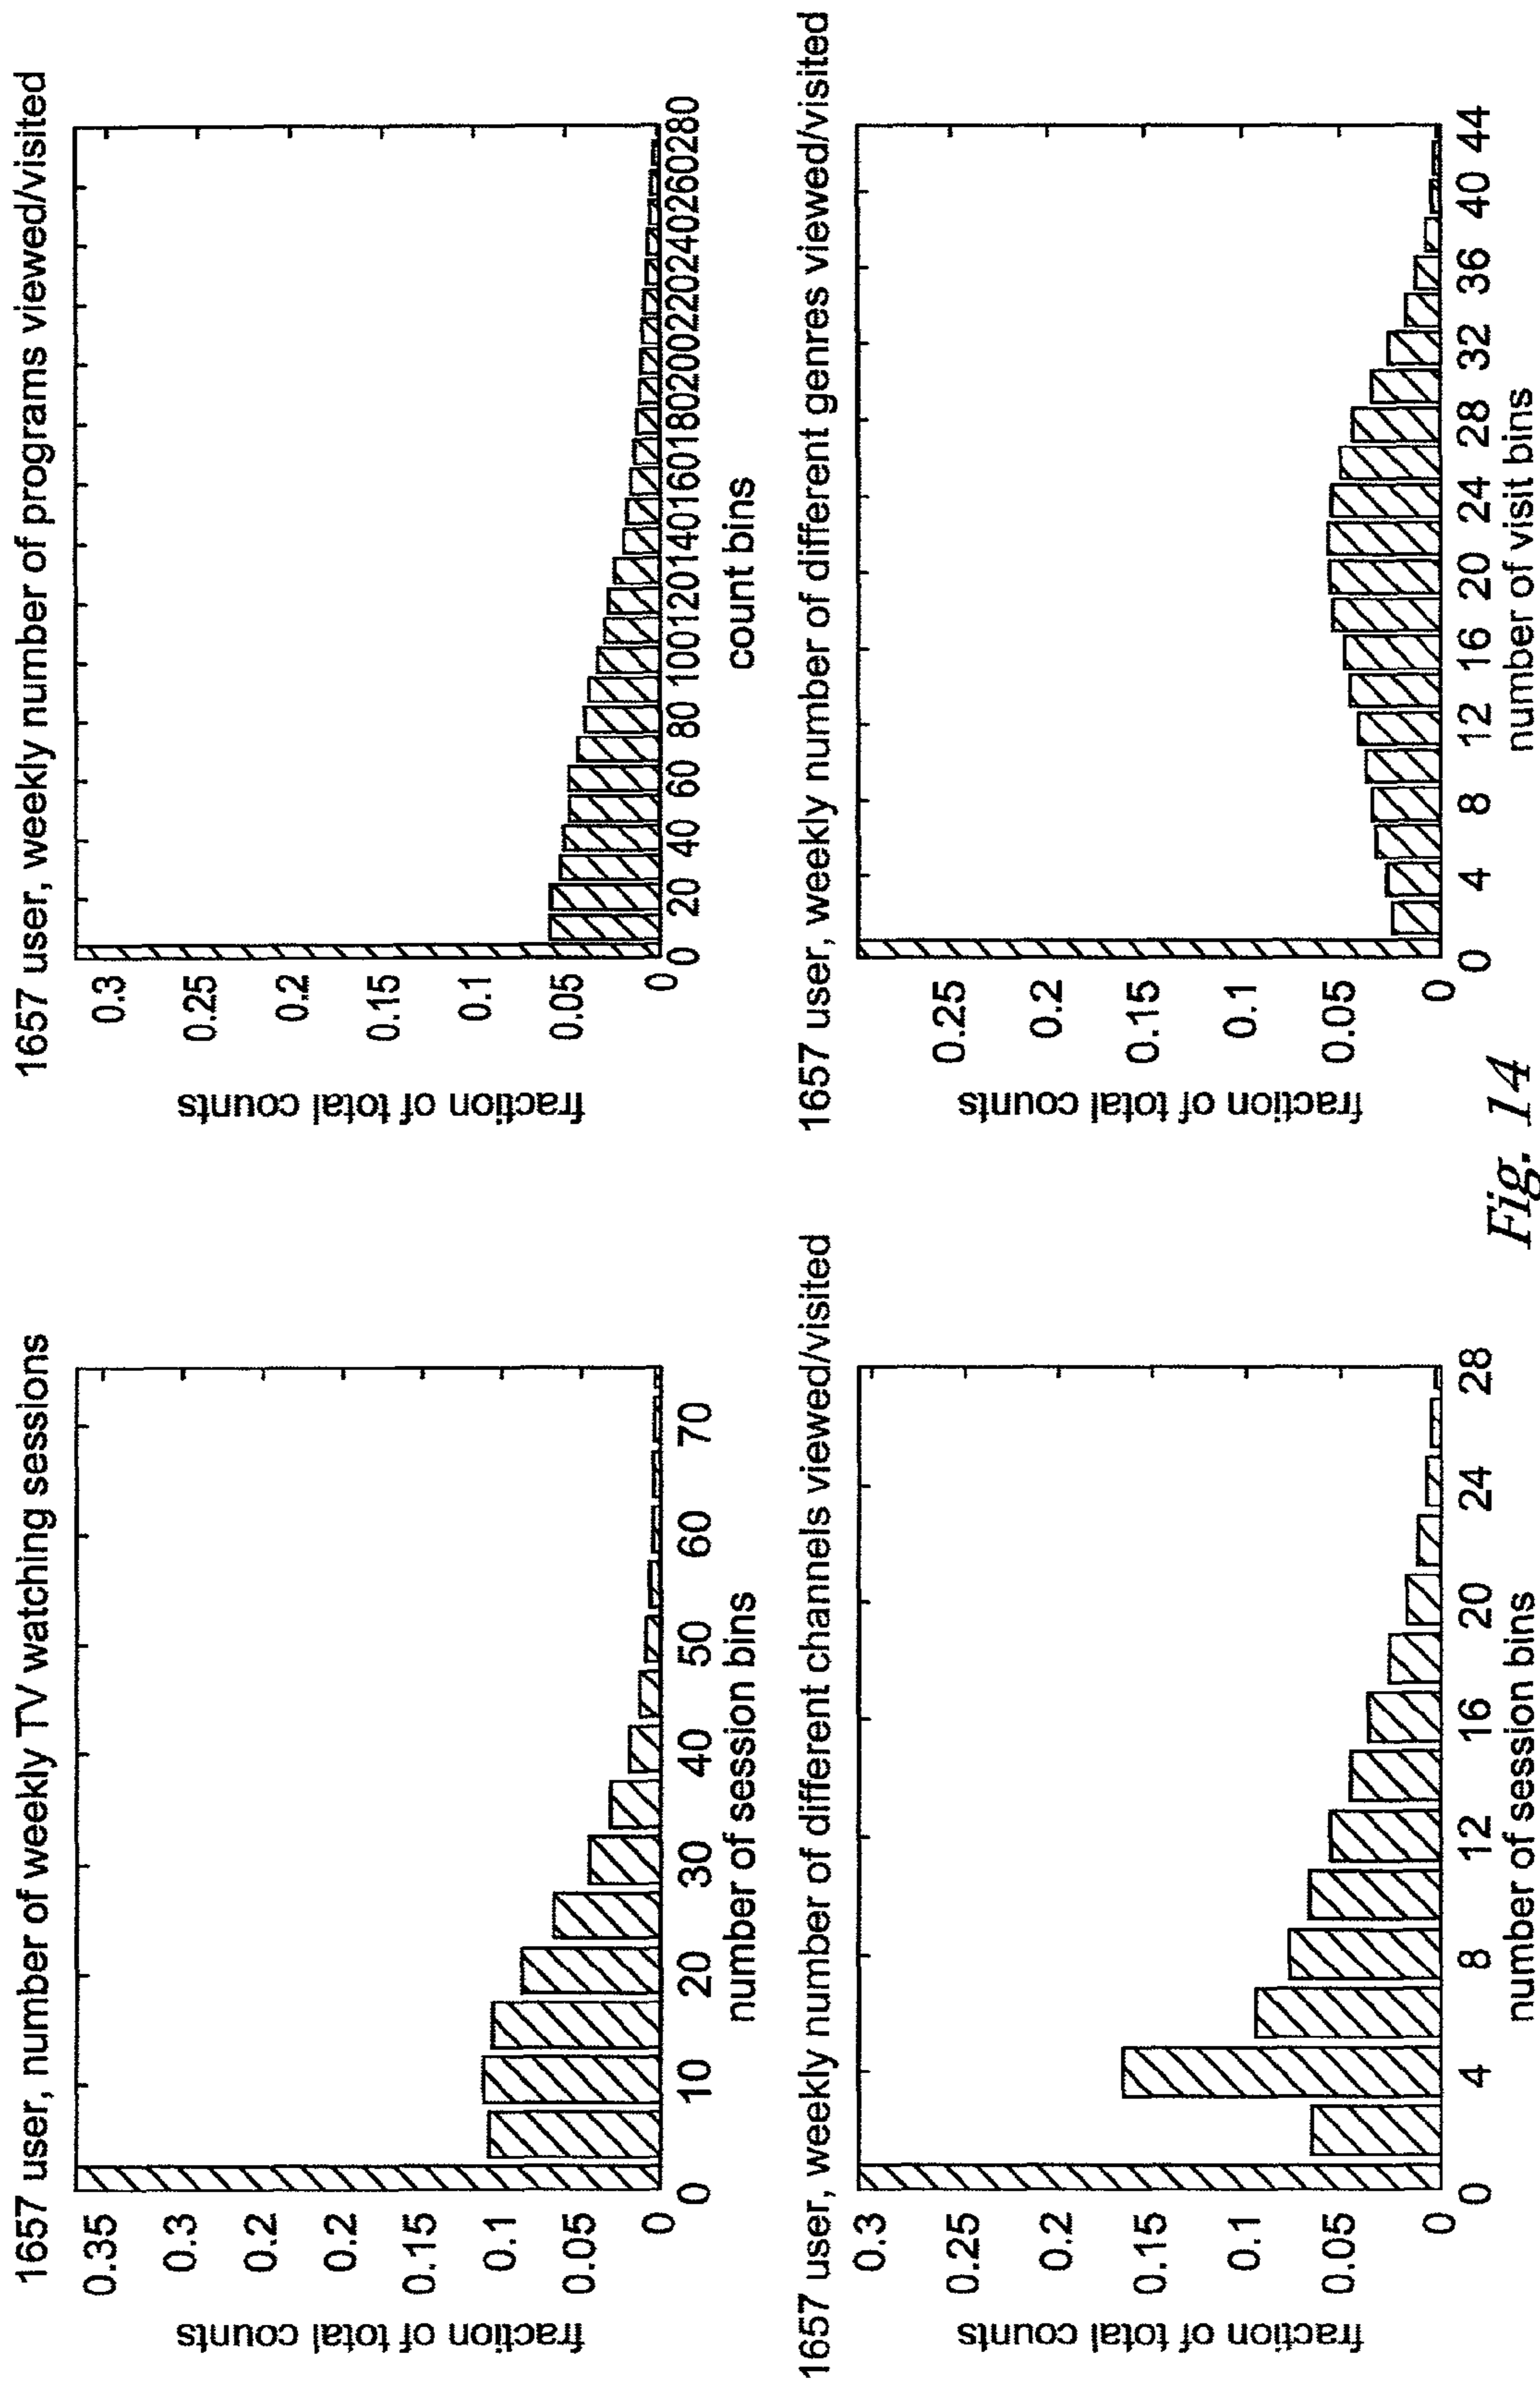 1657 user, number of weekly TV watching sessions
fraction of total counts
0.35
0.3
0.2
0.2
0.15
0.1
0.05
0
0 10 20 30 40 50 60 70
number of session bins
1657 user, weekly number of programs viewed/visited
fraction of total counts
0.3
0.25
0.2
0.15
0.1
0.05
0
0 20 40 60 80 100120140160180200220240260280
count bins
1657 user, weekly number of different channels viewed/visited
fraction of total counts
0.3
0.25
0.2
0.15
0.1
0.05
0
0 4 8 12 16 20 24 28
number of session bins
1657 user, weekly number of different genres viewed/visited
fraction of total counts
0.25
0.2
0.15
0.1
0.05
0
0 4 8 12 16 20 24 28 32 36 40 44
number of visit bins
Fig. 14